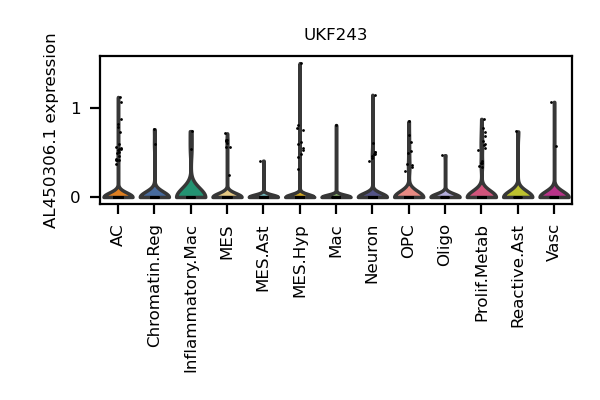 UKF243
AL450306.1 expression
1
0
AC
Chromatin.Reg
Inflammatory.Mac
MES
MES.Ast
MES.Hyp
Mac
Neuron
OPC
Oligo
Prolif.Metab
Reactive.Ast
Vasc